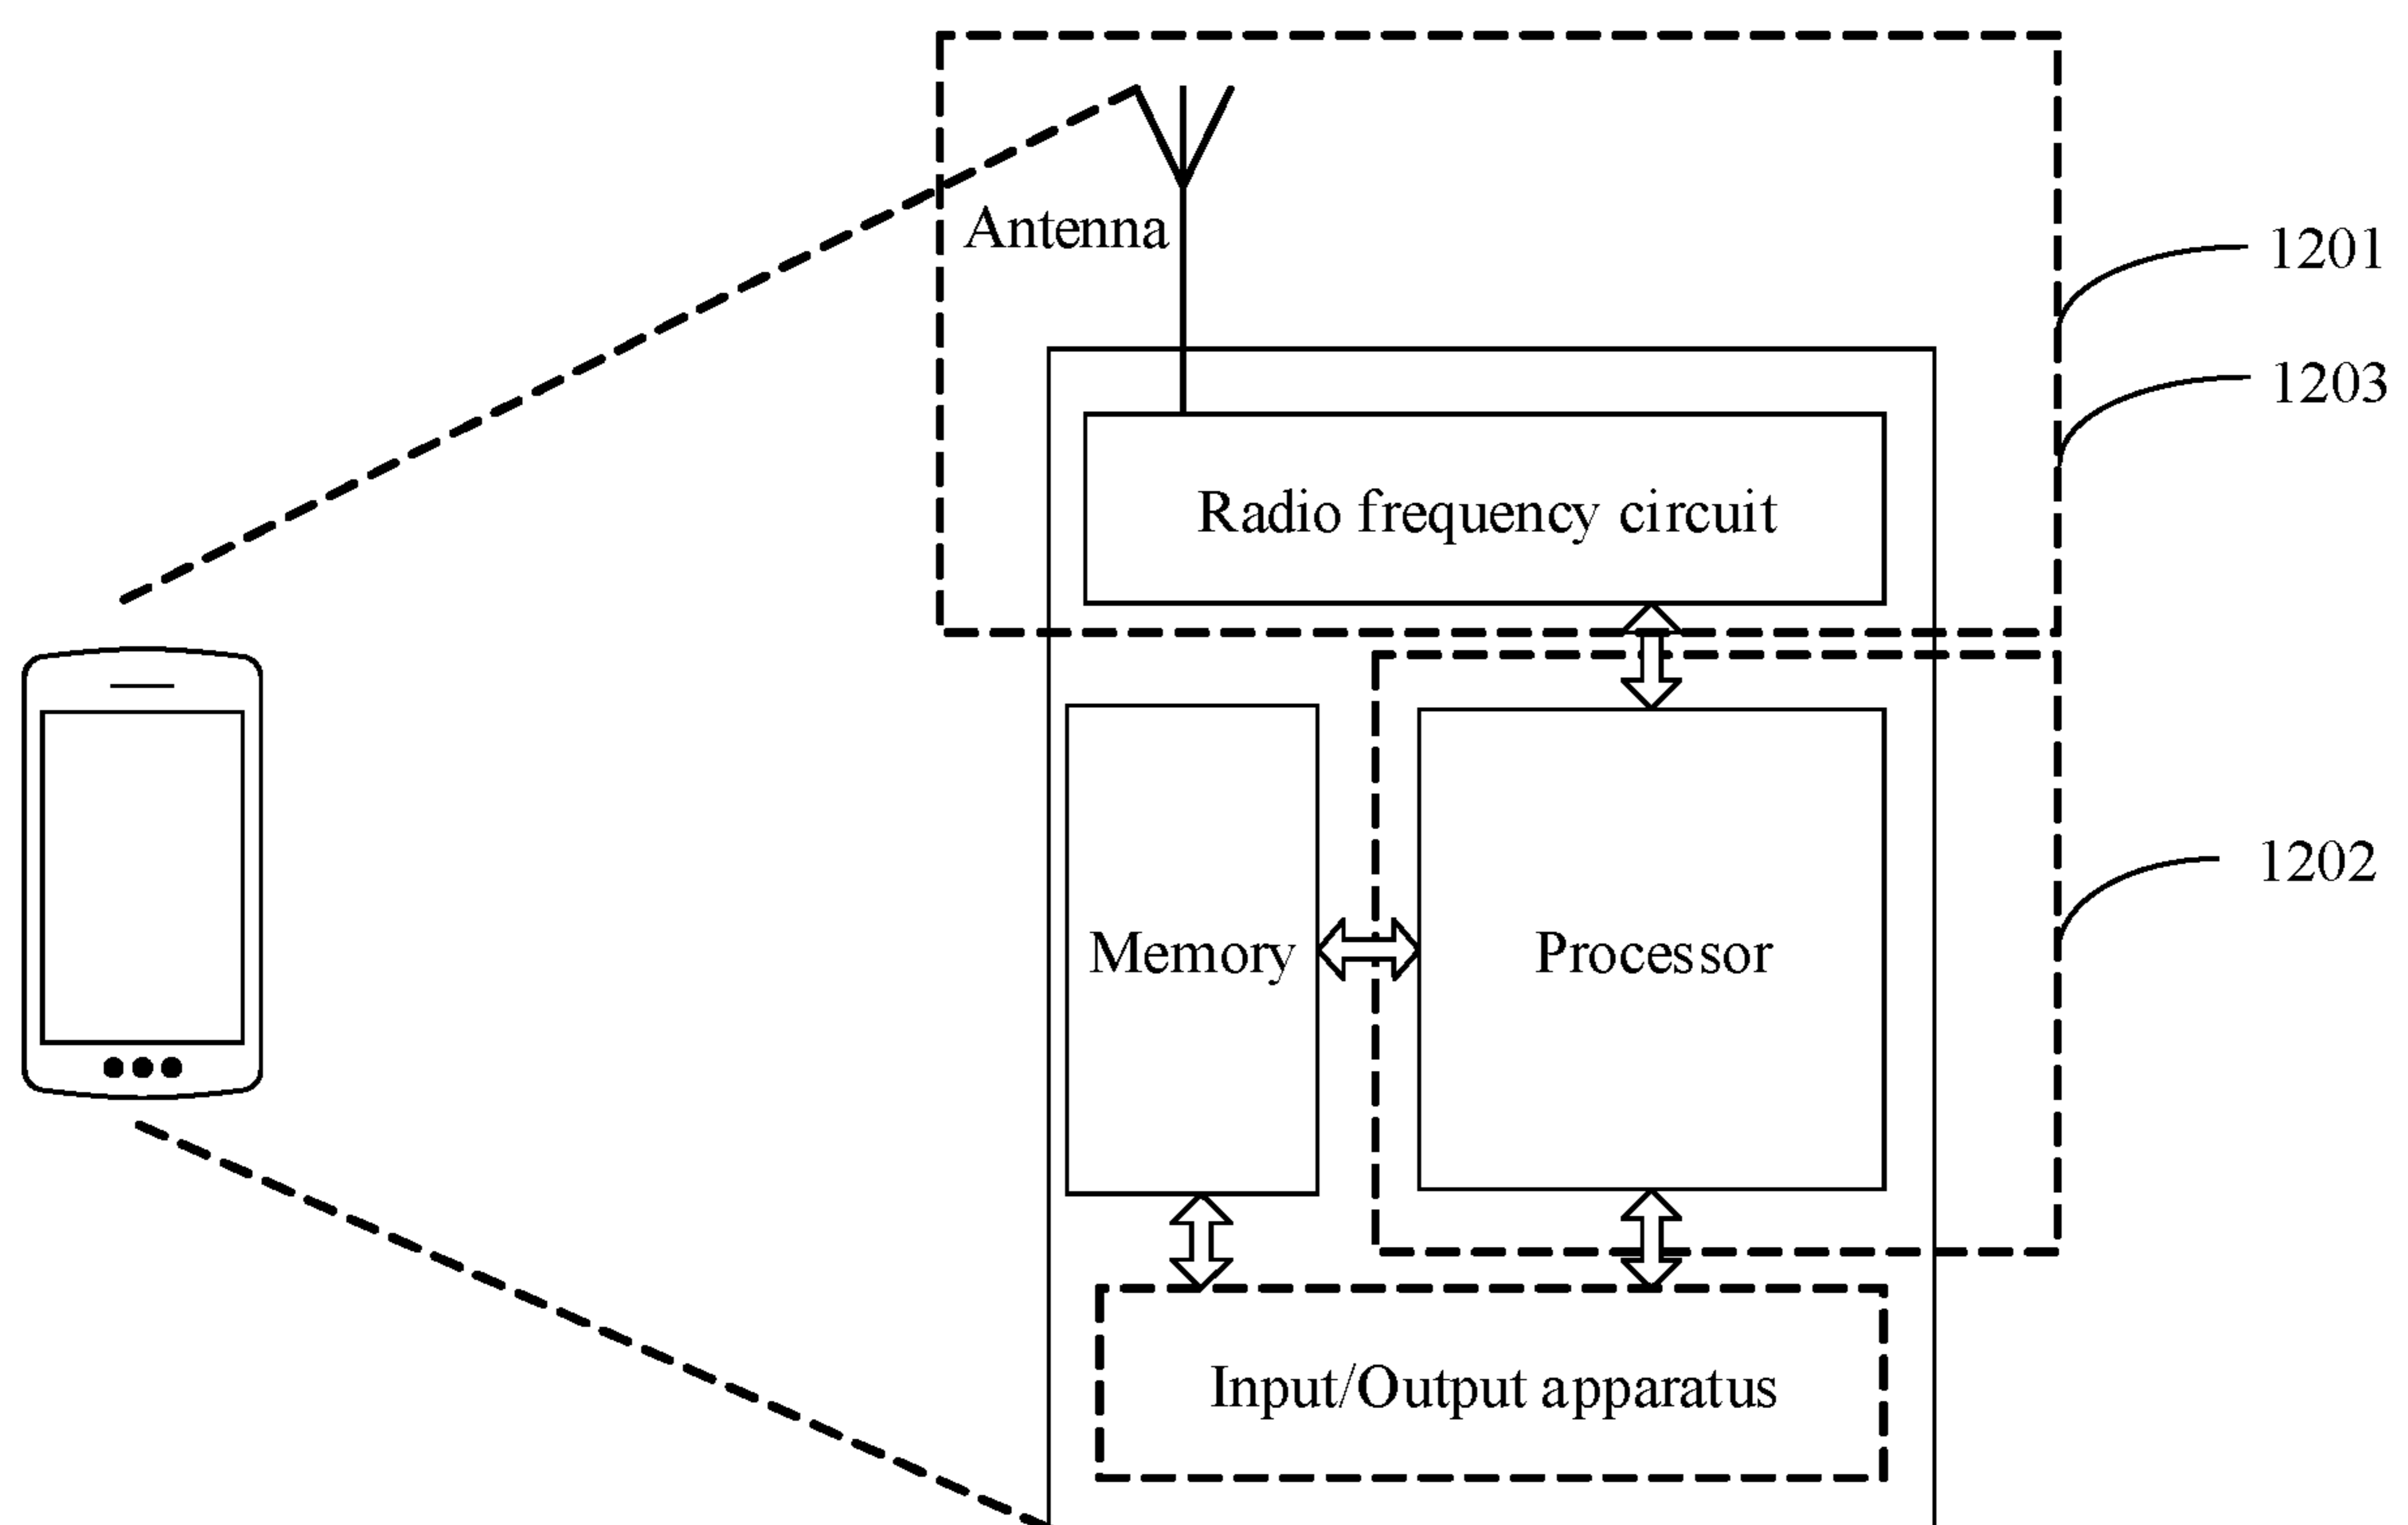 Antenna
1201
1203
Radio frequency circuit
1202
Memory
Processor
Input/Output apparatus